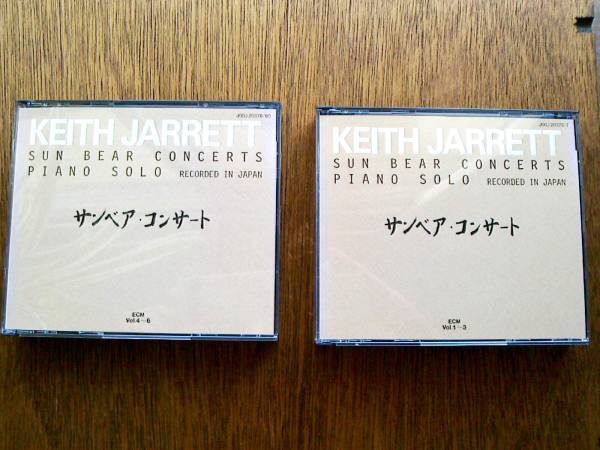 KEITH JARRETT
SUN BEAR CONCERTS
PIANO SOLO RECORDED IN JAPAN
サンベア・コンサート
ECM
Vol.4~6
KEITH JARRETT
SUN BEAR CONCERTS
PIANO SOLO RECORDED IN JAPAN
サンベア・コンサート
ECM
Vol.1~3